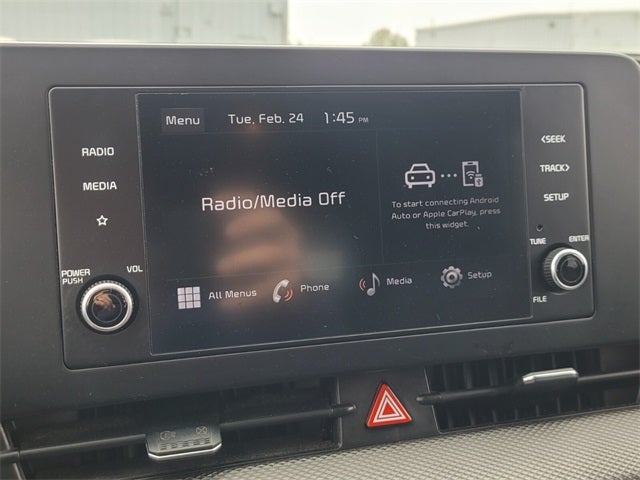 Menu Tue, Feb. 24 1:45 PM
RADIO
MEDIA
POWER
PUSH
VOL
Radio/Media Off
To start connecting Android
Auto or Apple CarPlay, press
this widget.
All Menus
Phone
Media
Setup
<SEEK
TRACK>
SETUP
TUNE
ENTER
FILE